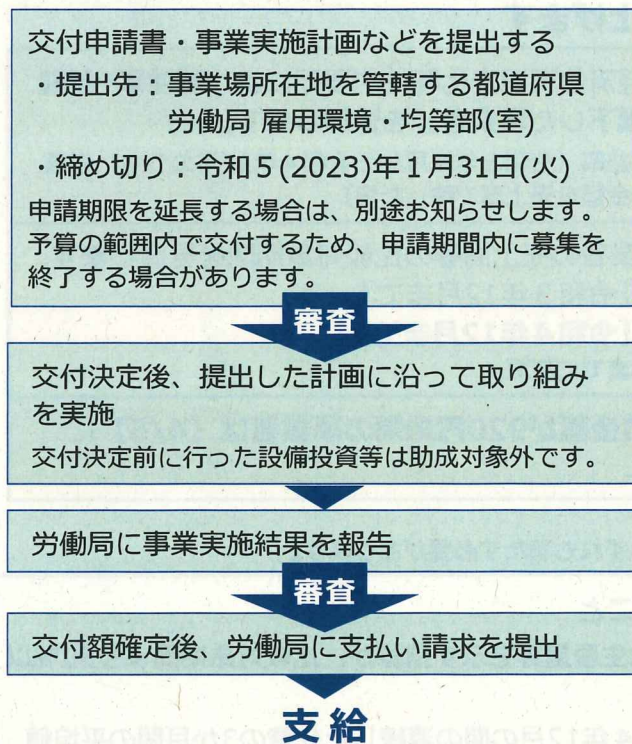 交付申請書・事業実施計画などを提出する
・提出先：事業場所在地を管轄する都道府県
労働局 雇用環境・均等部(室)
・締め切り：令和５(2023)年１月31日(火)
申請期限を延長する場合は、別途お知らせします。
予算の範囲内で交付するため、申請期間内に募集を
終了する場合があります。
審査
交付決定後、提出した計画に沿って取り組み
を実施
交付決定前に行った設備投資等は助成対象外です。
労働局に事業実施結果を報告
審査
交付額確定後、労働局に支払い請求を提出
支給